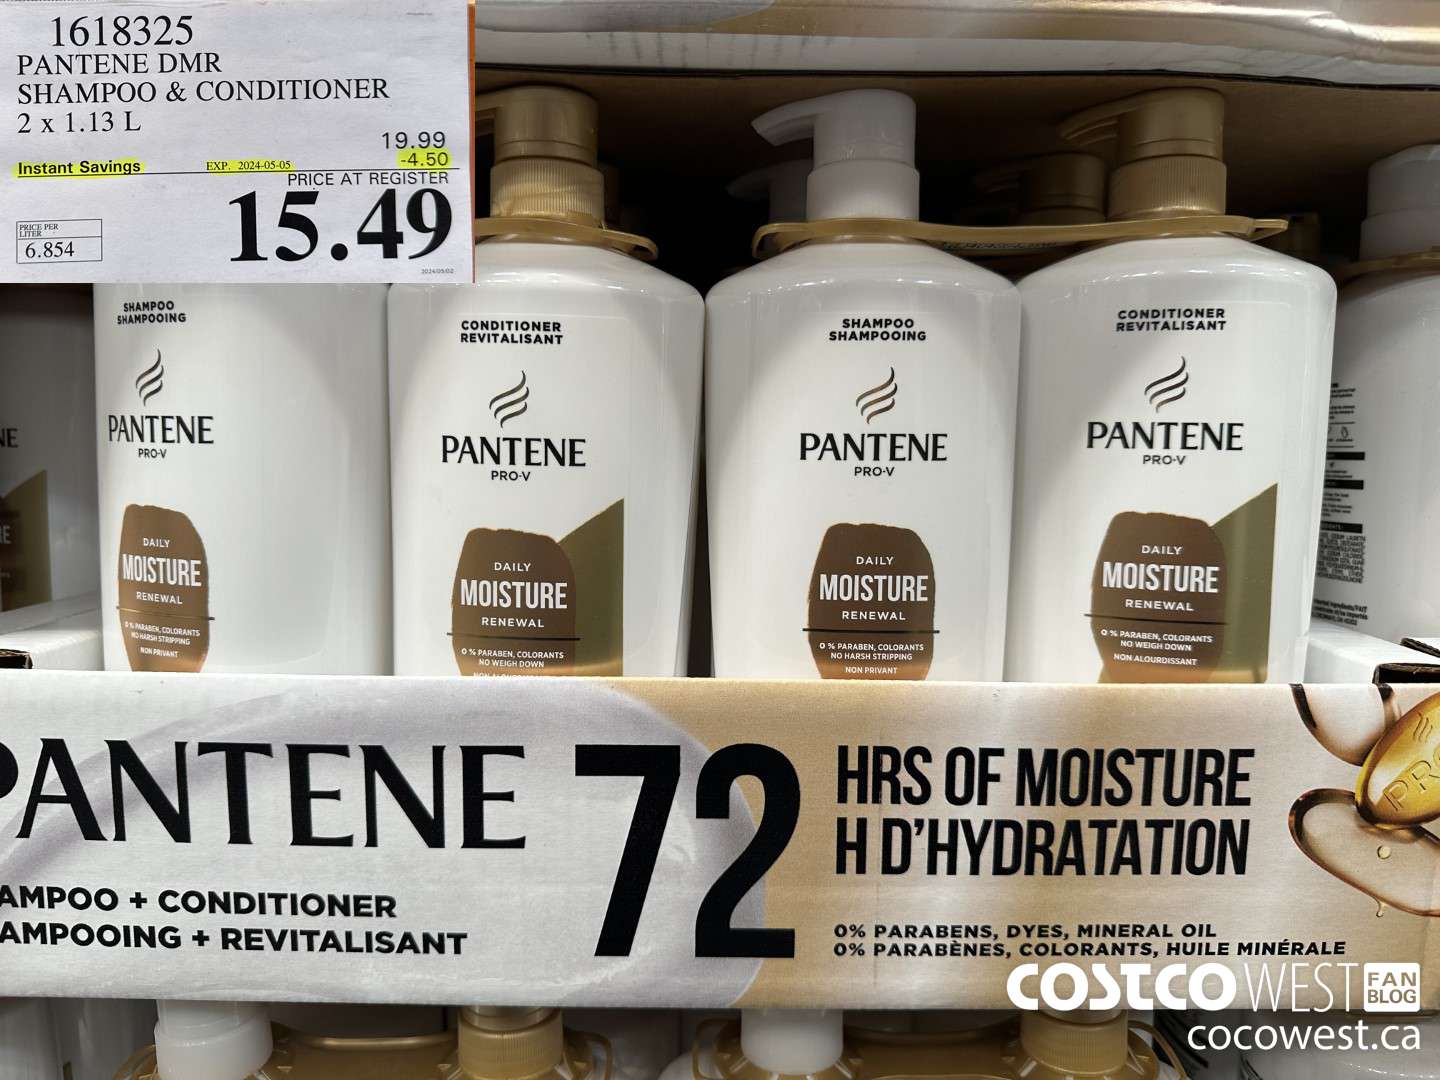 1618325
PANTENE DMR
SHAMPOO & CONDITIONER
2 x 1.13 L
19.99
Instant Savings EXP. 2024-05-05 -4.50
PRICE AT REGISTER
15.49
PRICE PER
LITER
6.854
2024/05/02
SHAMPOO
SHAMPOOING
PANTENE
PRO-V
DAILY
MOISTURE
RENEWAL
0 % PARABEN, COLORANTS
NO HARSH STRIPPING
NON PRIVANT
CONDITIONER
REVITALISANT
PANTENE
PRO-V
DAILY
MOISTURE
RENEWAL
0 % PARABEN, COLORANTS
NO WEIGH DOWN
SHAMPOO
SHAMPOOING
PANTENE
PRO-V
DAILY
MOISTURE
RENEWAL
0 % PARABEN, COLORANTS
NO HARSH STRIPPING
NON PRIVANT
CONDITIONER
REVITALISANT
PANTENE
PRO-V
DAILY
MOISTURE
RENEWAL
0 % PARABEN, COLORANTS
NO WEIGH DOWN
NON ALOURDISSANT
PANTENE
AMPOO + CONDITIONER
AMPOOING + REVITALISANT
72
HRS OF MOISTURE
H D'HYDRATATION
0% PARABENS, DYES, MINERAL OIL
0% PARABÈNES, COLORANTS, HUILE MINÉRALE
PRO
COSTCO WEST FAN BLOG
cocowest.ca